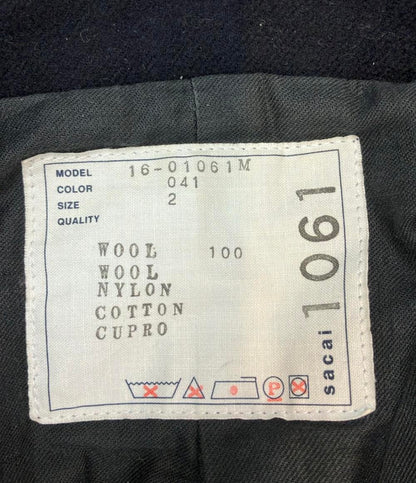 MODEL 16-01061M
COLOR 041
SIZE 2
QUALITY
WOOL 100
WOOL
NYLON
COTTON
CUPRO
P
sacai 1061